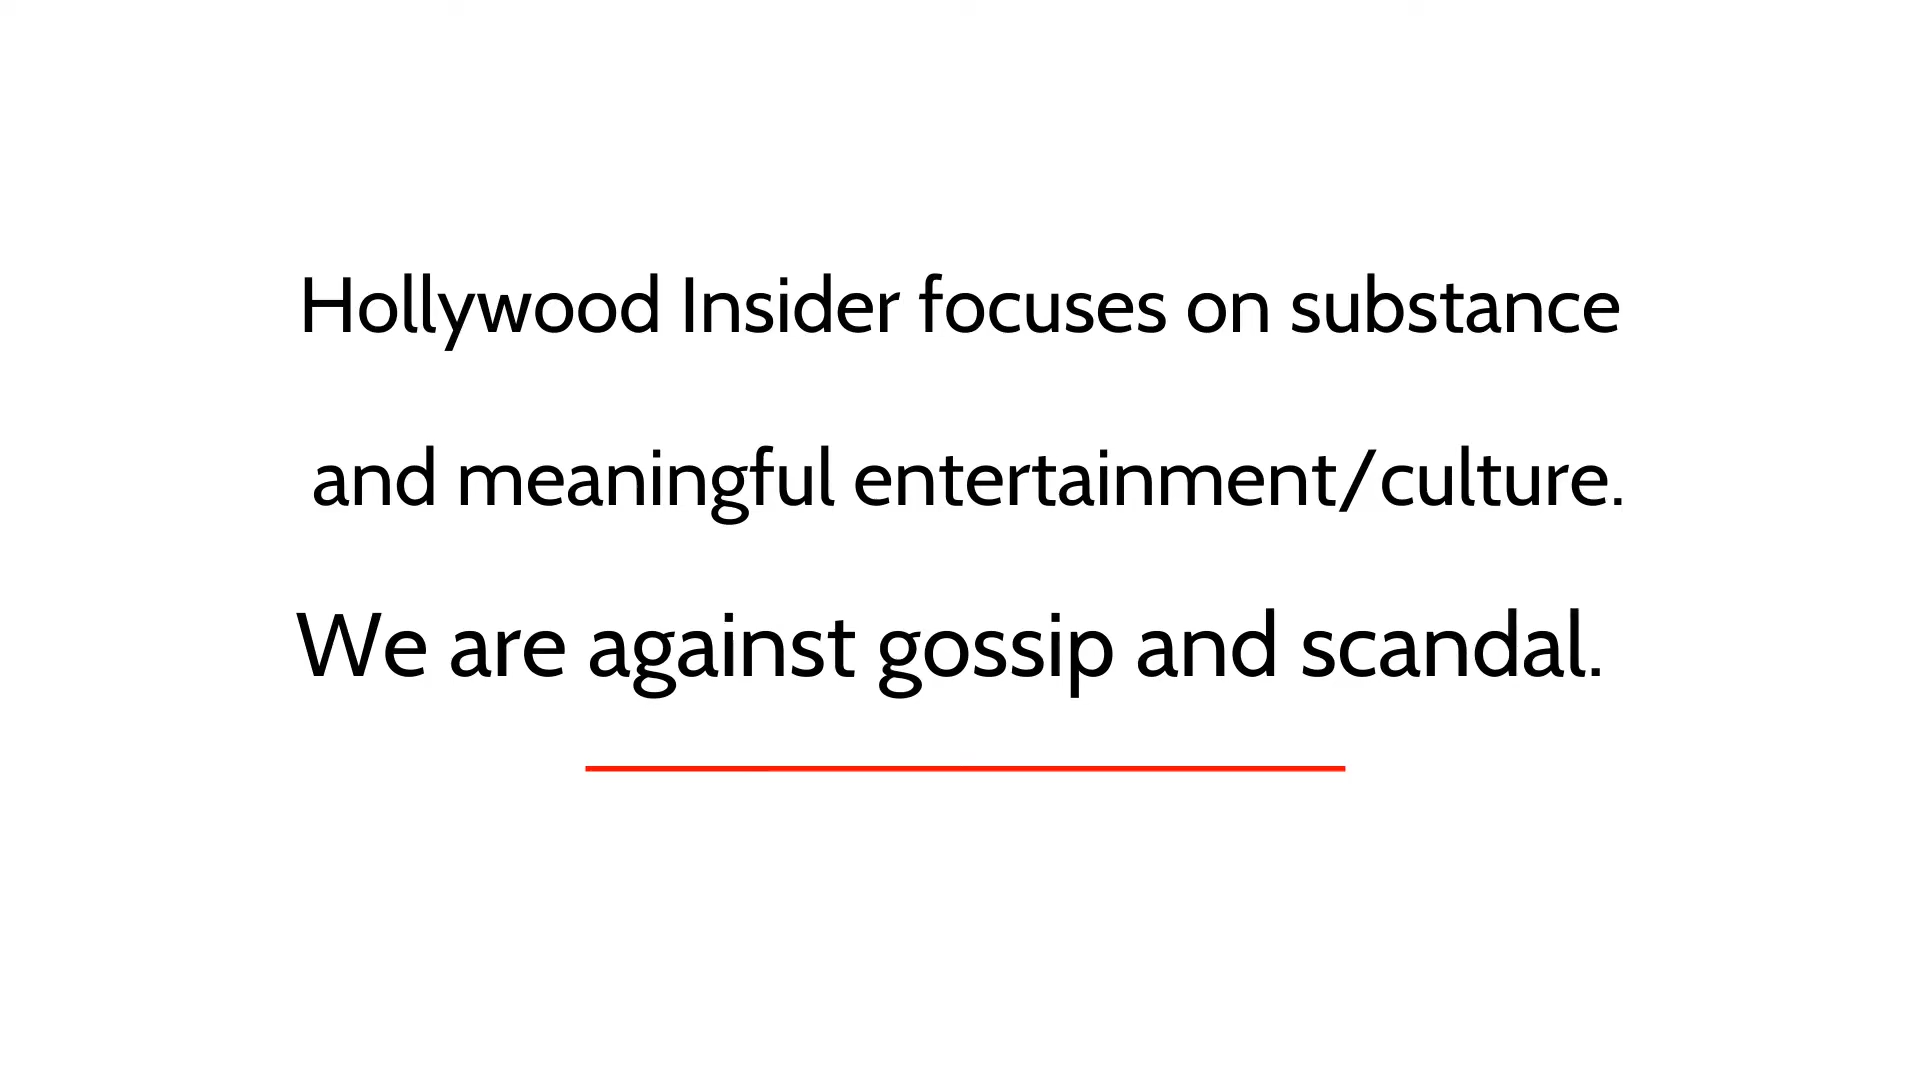 Hollywood Insider focuses on substance
and meaningful entertainment/culture.
We are against gossip and scandal.